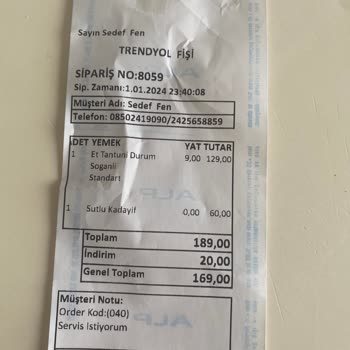 Sayın Sedef Fen
TRENDYOL FİŞİ
SİPARİŞ NO:8059
Sip. Zamanı:1.01.2024 23:40:08
Müşteri Adı: Sedef Fen
Telefon: 08502419090/2425658859
ADET YEMEK YAT TUTAR
1 Et Tantuni Durum 9,00 129,00
Soganli
Standart
1 Sutlu Kadayif 0,00 60,00
Toplam 189,00
İndirim 20,00
Genel Toplam 169,00
Müşteri Notu:
Order Kod:(040)
Servis Istiyorum